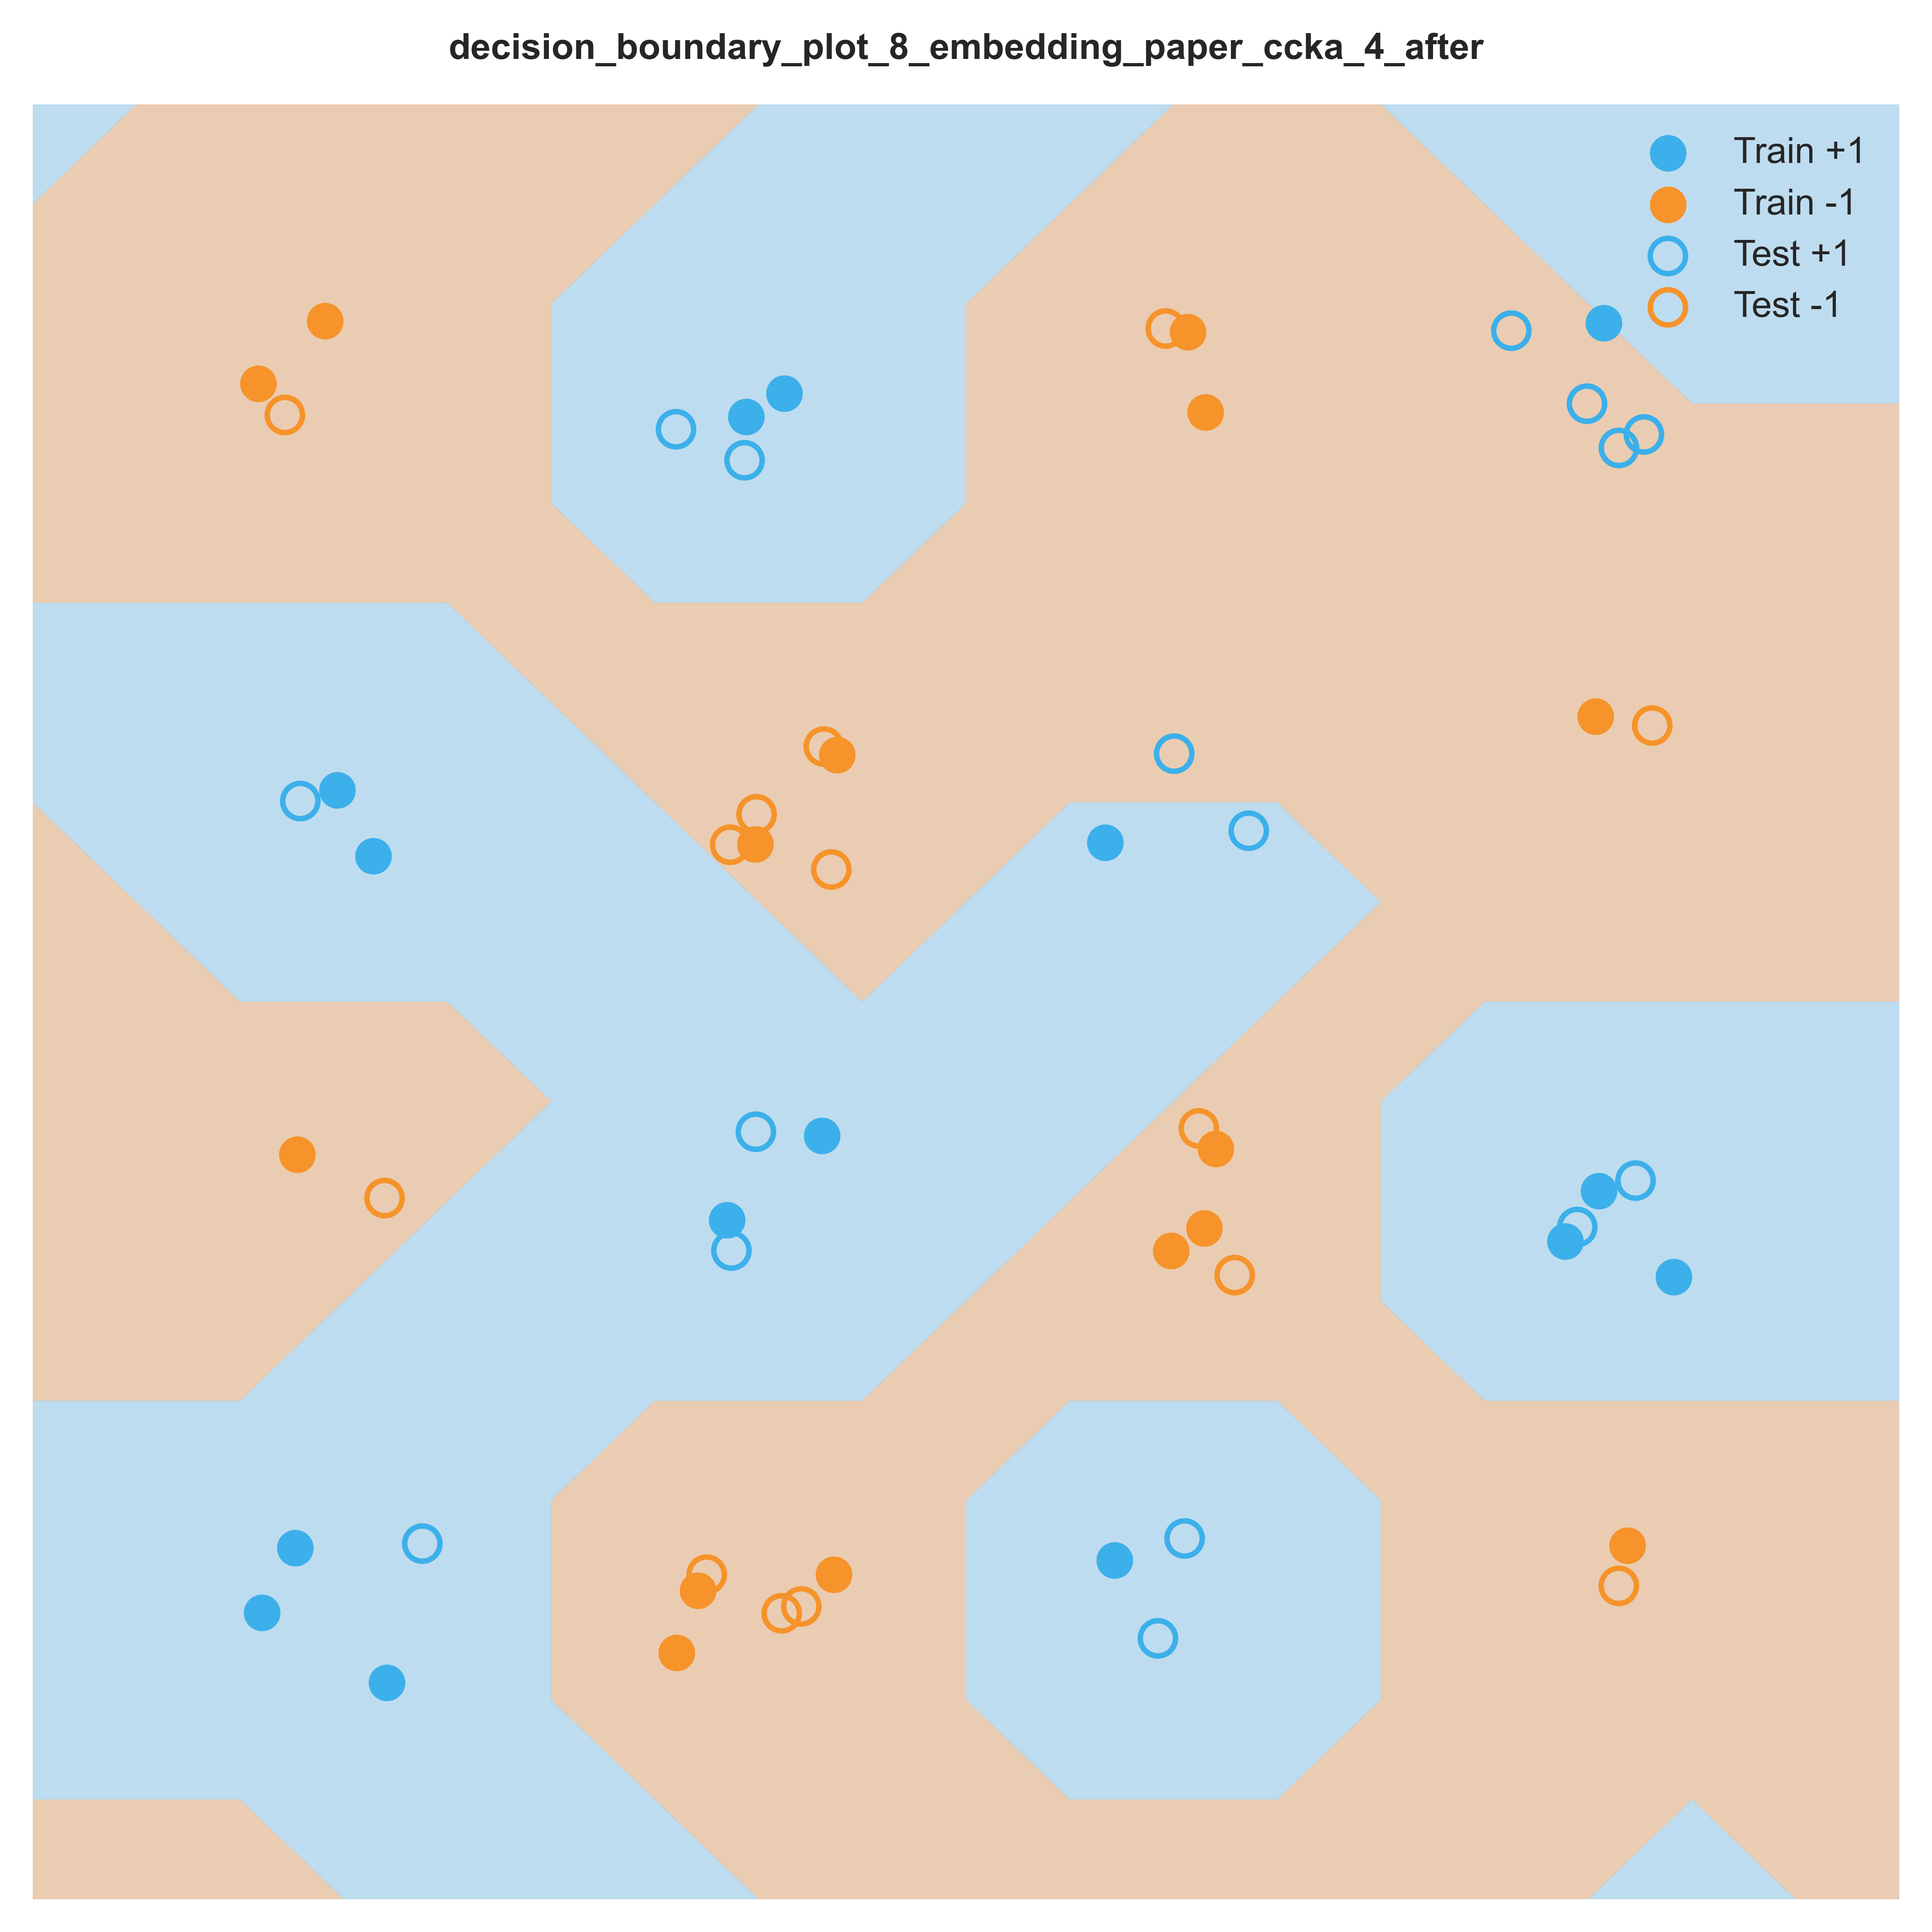 decision_boundary_plot_8_embedding_paper_ccka_4_after
Train +1
Train -1
Test +1
Test -1